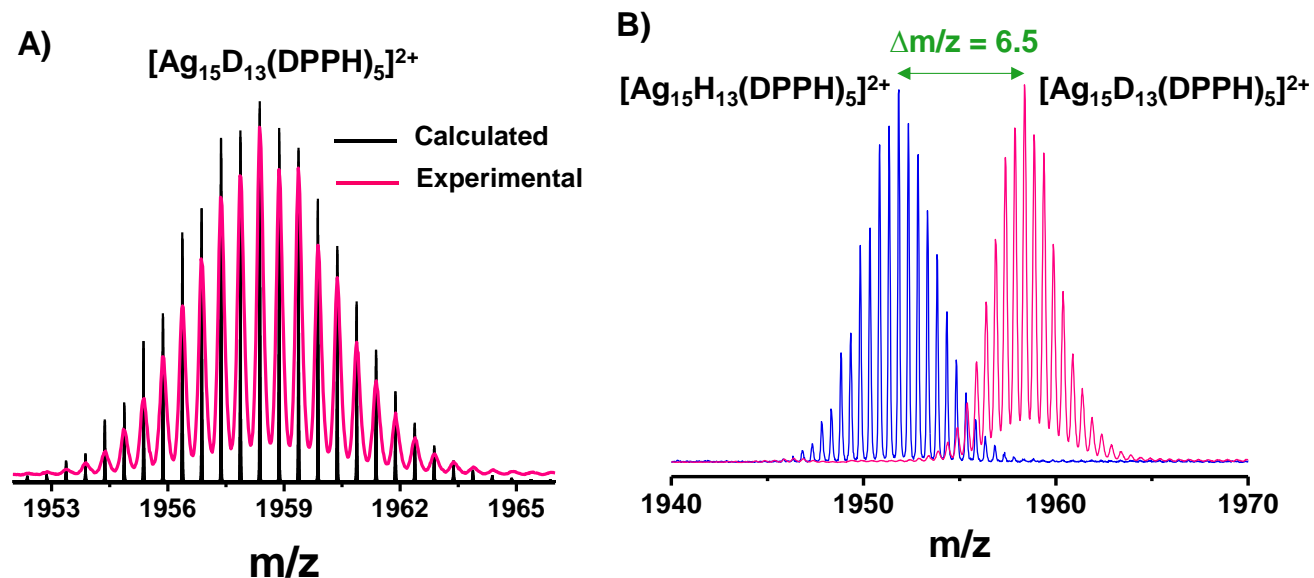 A)
[Ag₁₅D₁₃(DPPH)₅]²⁺
Calculated
Experimental
1953 1956 1959 1962 1965
m/z
B)
Δm/z = 6.5
[Ag₁₅H₁₃(DPPH)₅]²⁺ [Ag₁₅D₁₃(DPPH)₅]²⁺
1940 1950 1960 1970
m/z